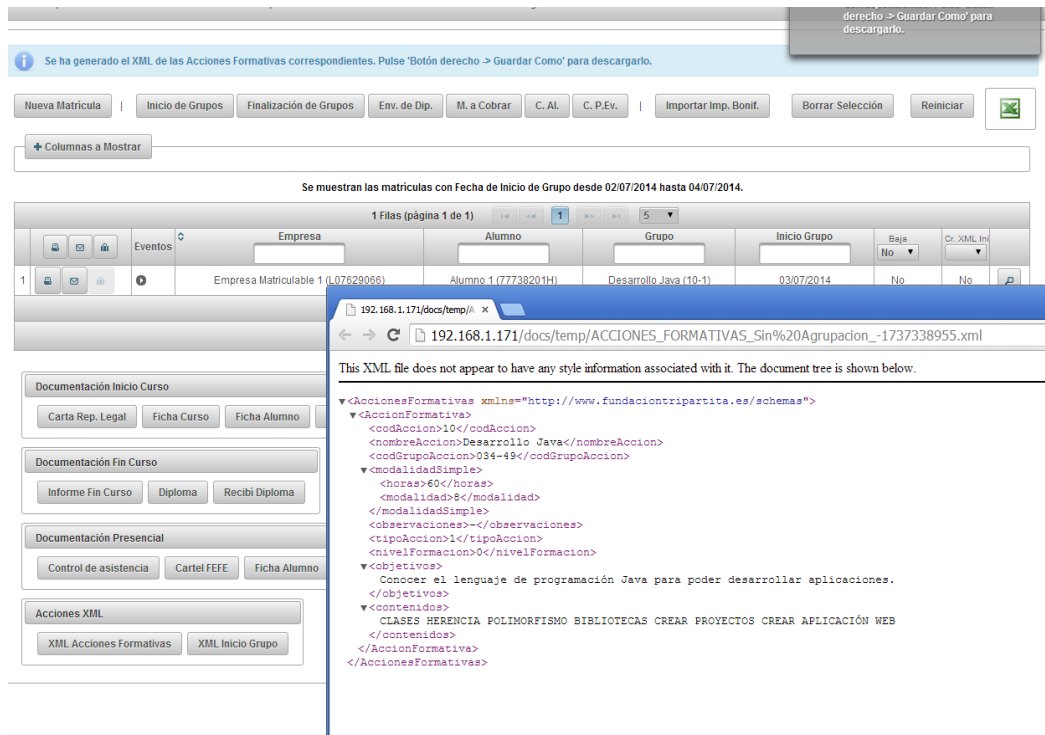 derecho -> Guardar Como' para
descargarlo.
Se ha generado el XML de las Acciones Formativas correspondientes. Pulse 'Botón derecho -> Guardar Como' para descargarlo.
Nueva Matricula | Inicio de Grupos Finalización de Grupos Env. de Dip. M. a Cobrar C. Al. C. P.Ev. | Importar Imp. Bonif. Borrar Selección Reiniciar
+ Columnas a Mostrar
Se muestran las matriculas con Fecha de Inicio de Grupo desde 02/07/2014 hasta 04/07/2014.
1 Filas (página 1 de 1) 1 5
Eventos Empresa Alumno Grupo Inicio Grupo Baja Cr. XML Ini
No
1 Empresa Matriculable 1 (L07629066) Alumno 1 (77738201H) Desarrollo Java (10-1) 03/07/2014 No No
192.168.1.171/docs/temp/A ×
192.168.1.171/docs/temp/ACCIONES_FORMATIVAS_Sin%20Agrupacion_-1737338955.xml
This XML file does not appear to have any style information associated with it. The document tree is shown below.
▼<AccionesFormativas xmlns="http://www.fundaciontripartita.es/schemas">
▼<AccionFormativa>
<codAccion>10</codAccion>
<nombreAccion>Desarrollo Java</nombreAccion>
<codGrupoAccion>034-49</codGrupoAccion>
▼<modalidadSimple>
<horas>60</horas>
<modalidad>8</modalidad>
</modalidadSimple>
<observaciones>-</observaciones>
<tipoAccion>1</tipoAccion>
<nivelFormacion>0</nivelFormacion>
▼<objetivos>
Conocer el lenguaje de programación Java para poder desarrollar aplicaciones.
</objetivos>
▼<contenidos>
CLASES HERENCIA POLIMORFISMO BIBLIOTECAS CREAR PROYECTOS CREAR APLICACIÓN WEB
</contenidos>
</AccionFormativa>
</AccionesFormativas>
Documentación Inicio Curso
Carta Rep. Legal Ficha Curso Ficha Alumno
Documentación Fin Curso
Informe Fin Curso Diploma Recibí Diploma
Documentación Presencial
Control de asistencia Cartel FEFE Ficha Alumno
Acciones XML
XML Acciones Formativas XML Inicio Grupo